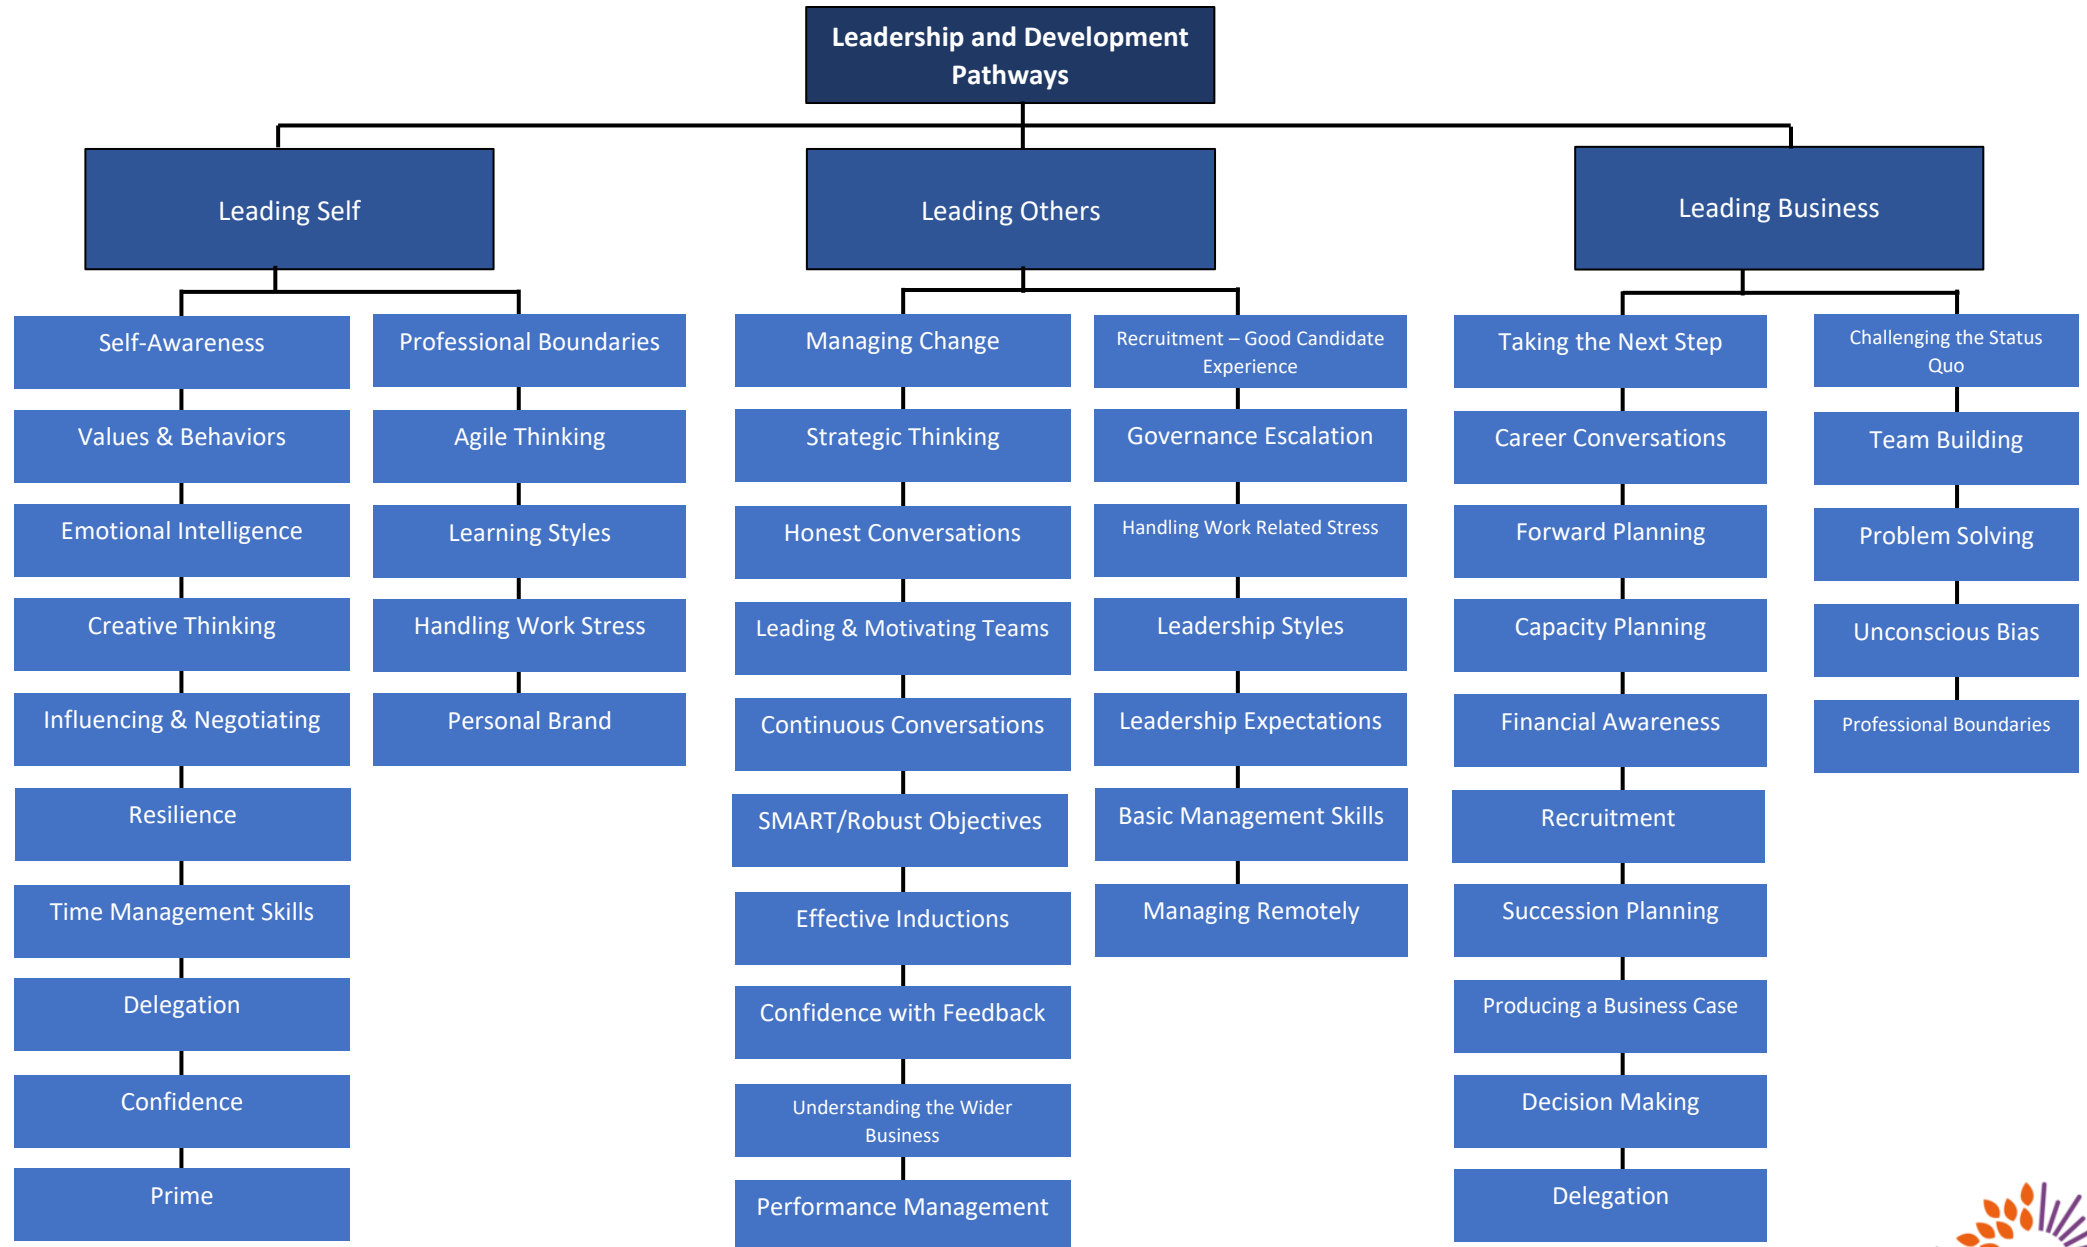 Leadership and Development
Pathways
Leading Self
Leading Others
Leading Business
Self-Awareness
Values & Behaviors
Emotional Intelligence
Creative Thinking
Influencing & Negotiating
Resilience
Time Management Skills
Delegation
Confidence
Prime
Professional Boundaries
Agile Thinking
Learning Styles
Handling Work Stress
Personal Brand
Managing Change
Strategic Thinking
Honest Conversations
Leading & Motivating Teams
Continuous Conversations
SMART/Robust Objectives
Effective Inductions
Confidence with Feedback
Understanding the Wider
Business
Performance Management
Recruitment – Good Candidate
Experience
Governance Escalation
Handling Work Related Stress
Leadership Styles
Leadership Expectations
Basic Management Skills
Managing Remotely
Taking the Next Step
Career Conversations
Forward Planning
Capacity Planning
Financial Awareness
Recruitment
Succession Planning
Producing a Business Case
Decision Making
Delegation
Challenging the Status
Quo
Team Building
Problem Solving
Unconscious Bias
Professional Boundaries